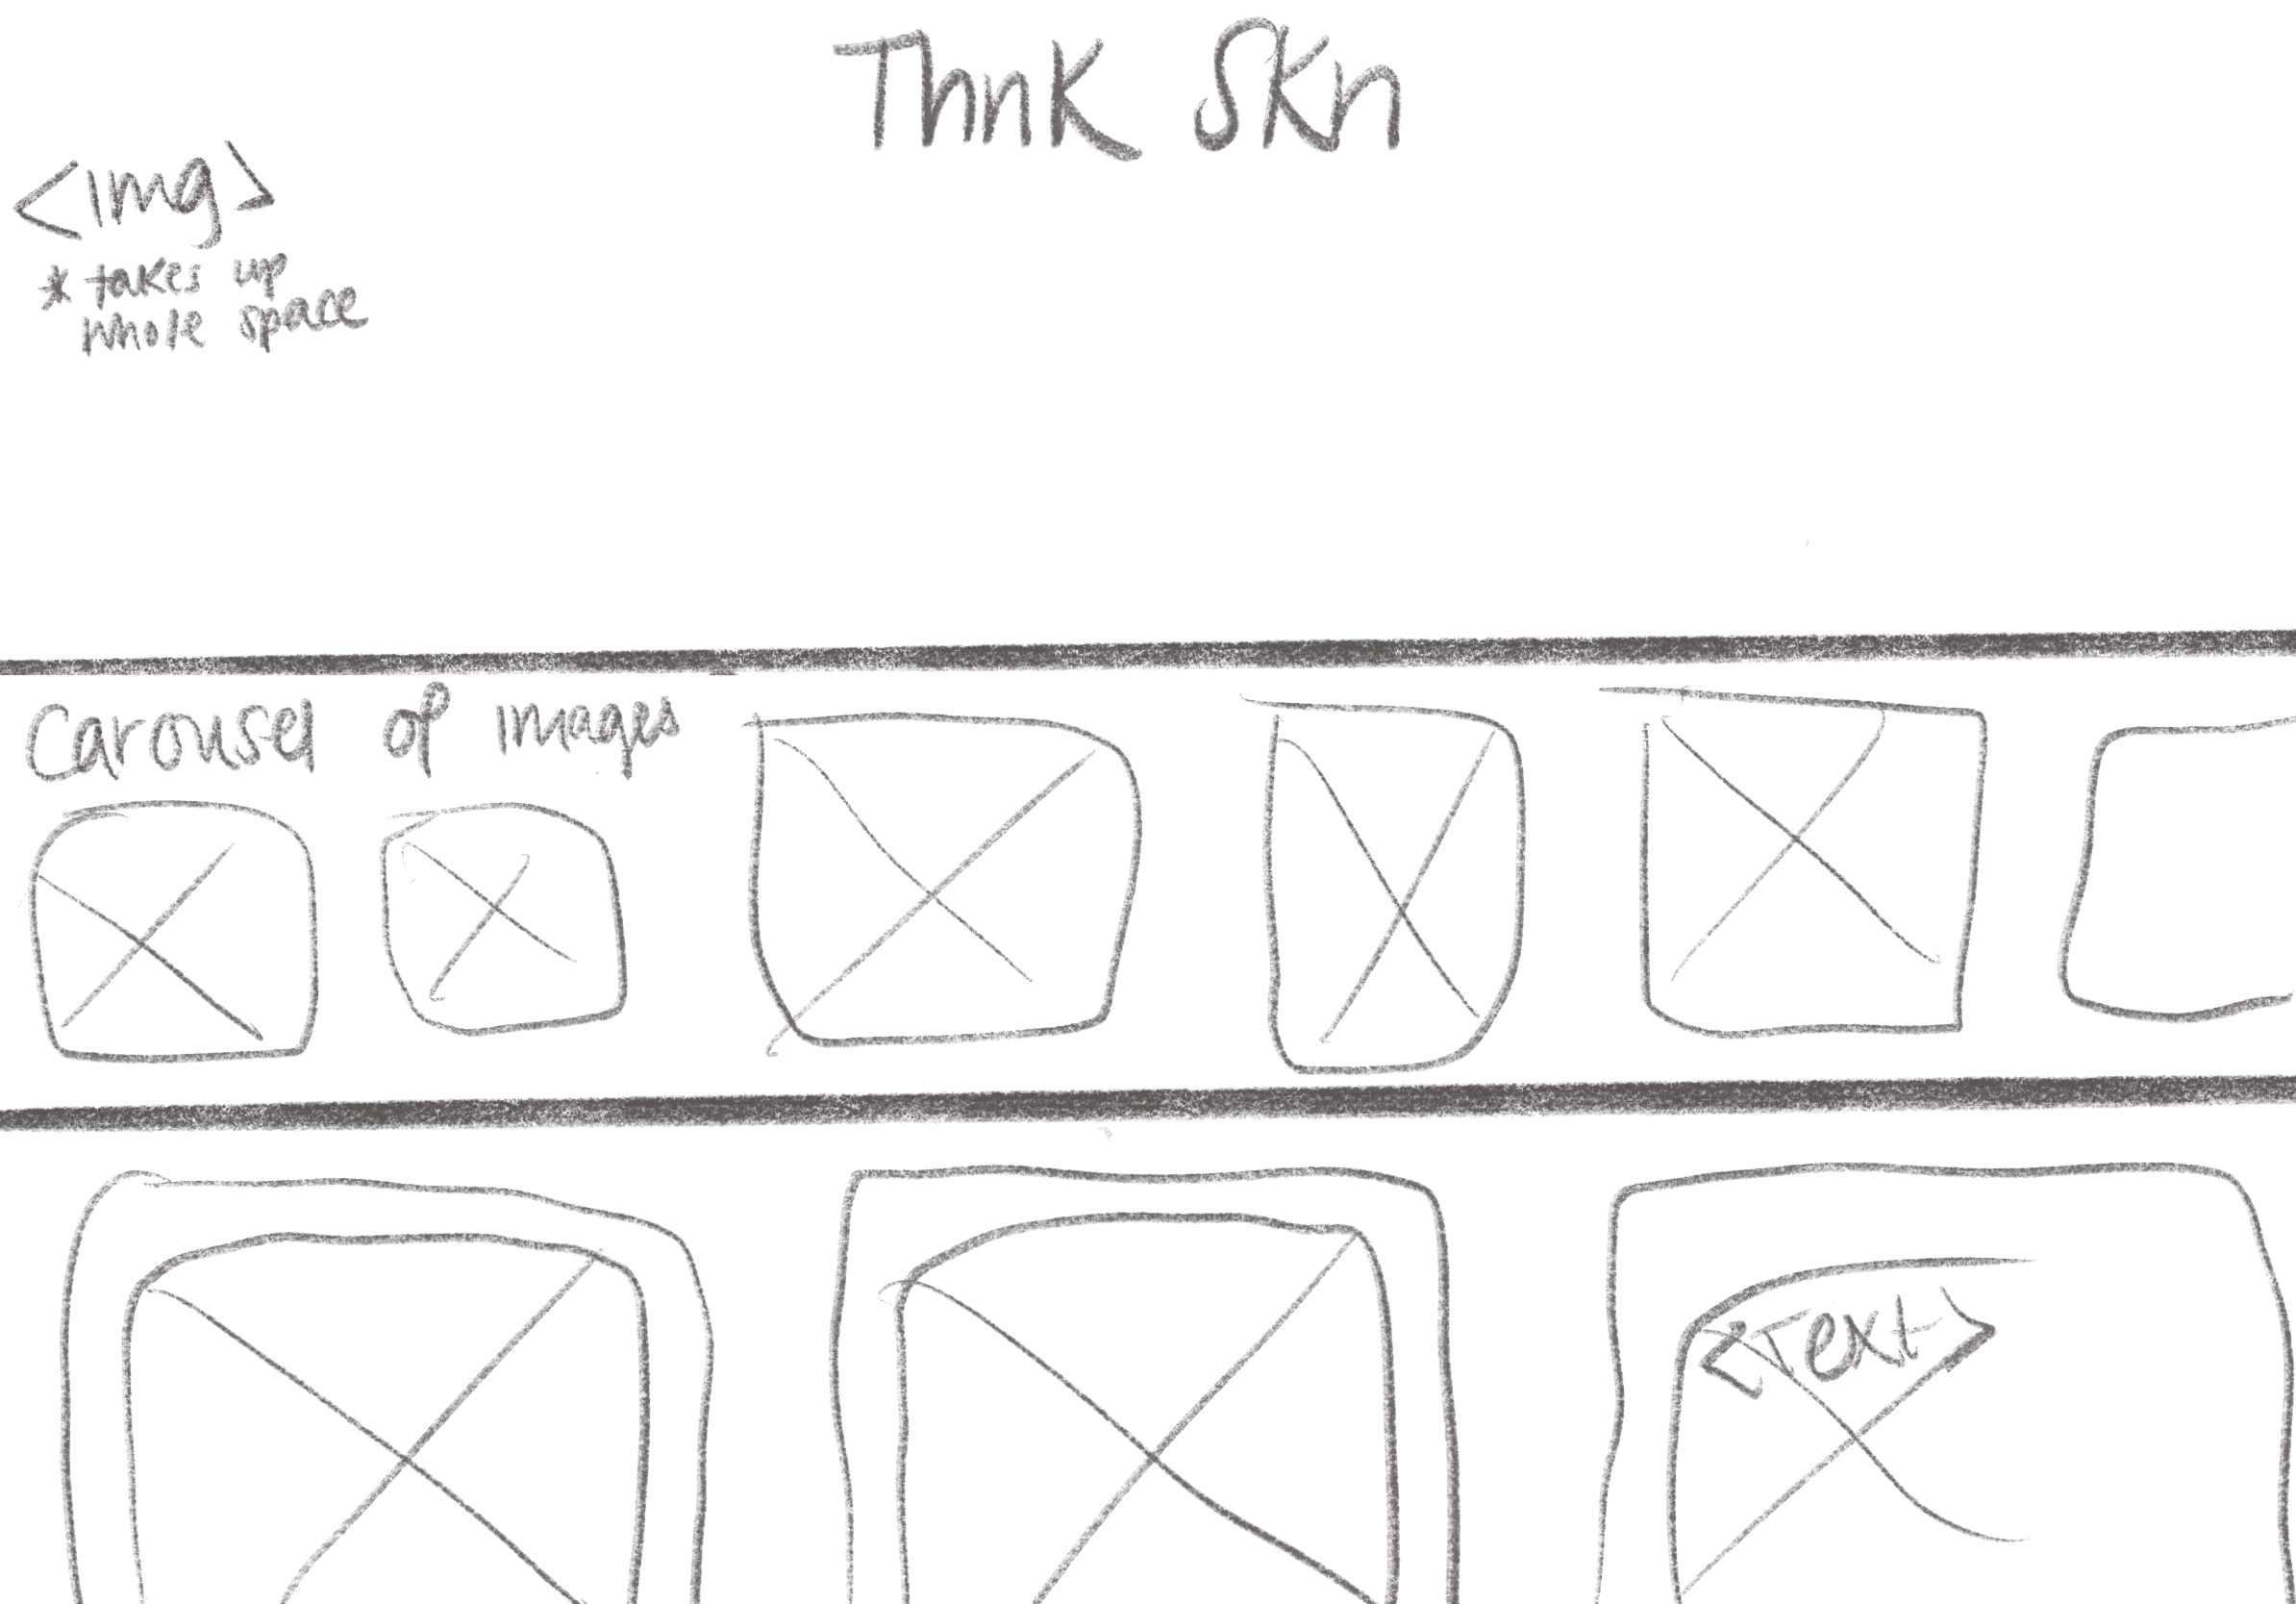 Thnk Skn
<img>
* takes up
whole space
Carousel of images
<Text>